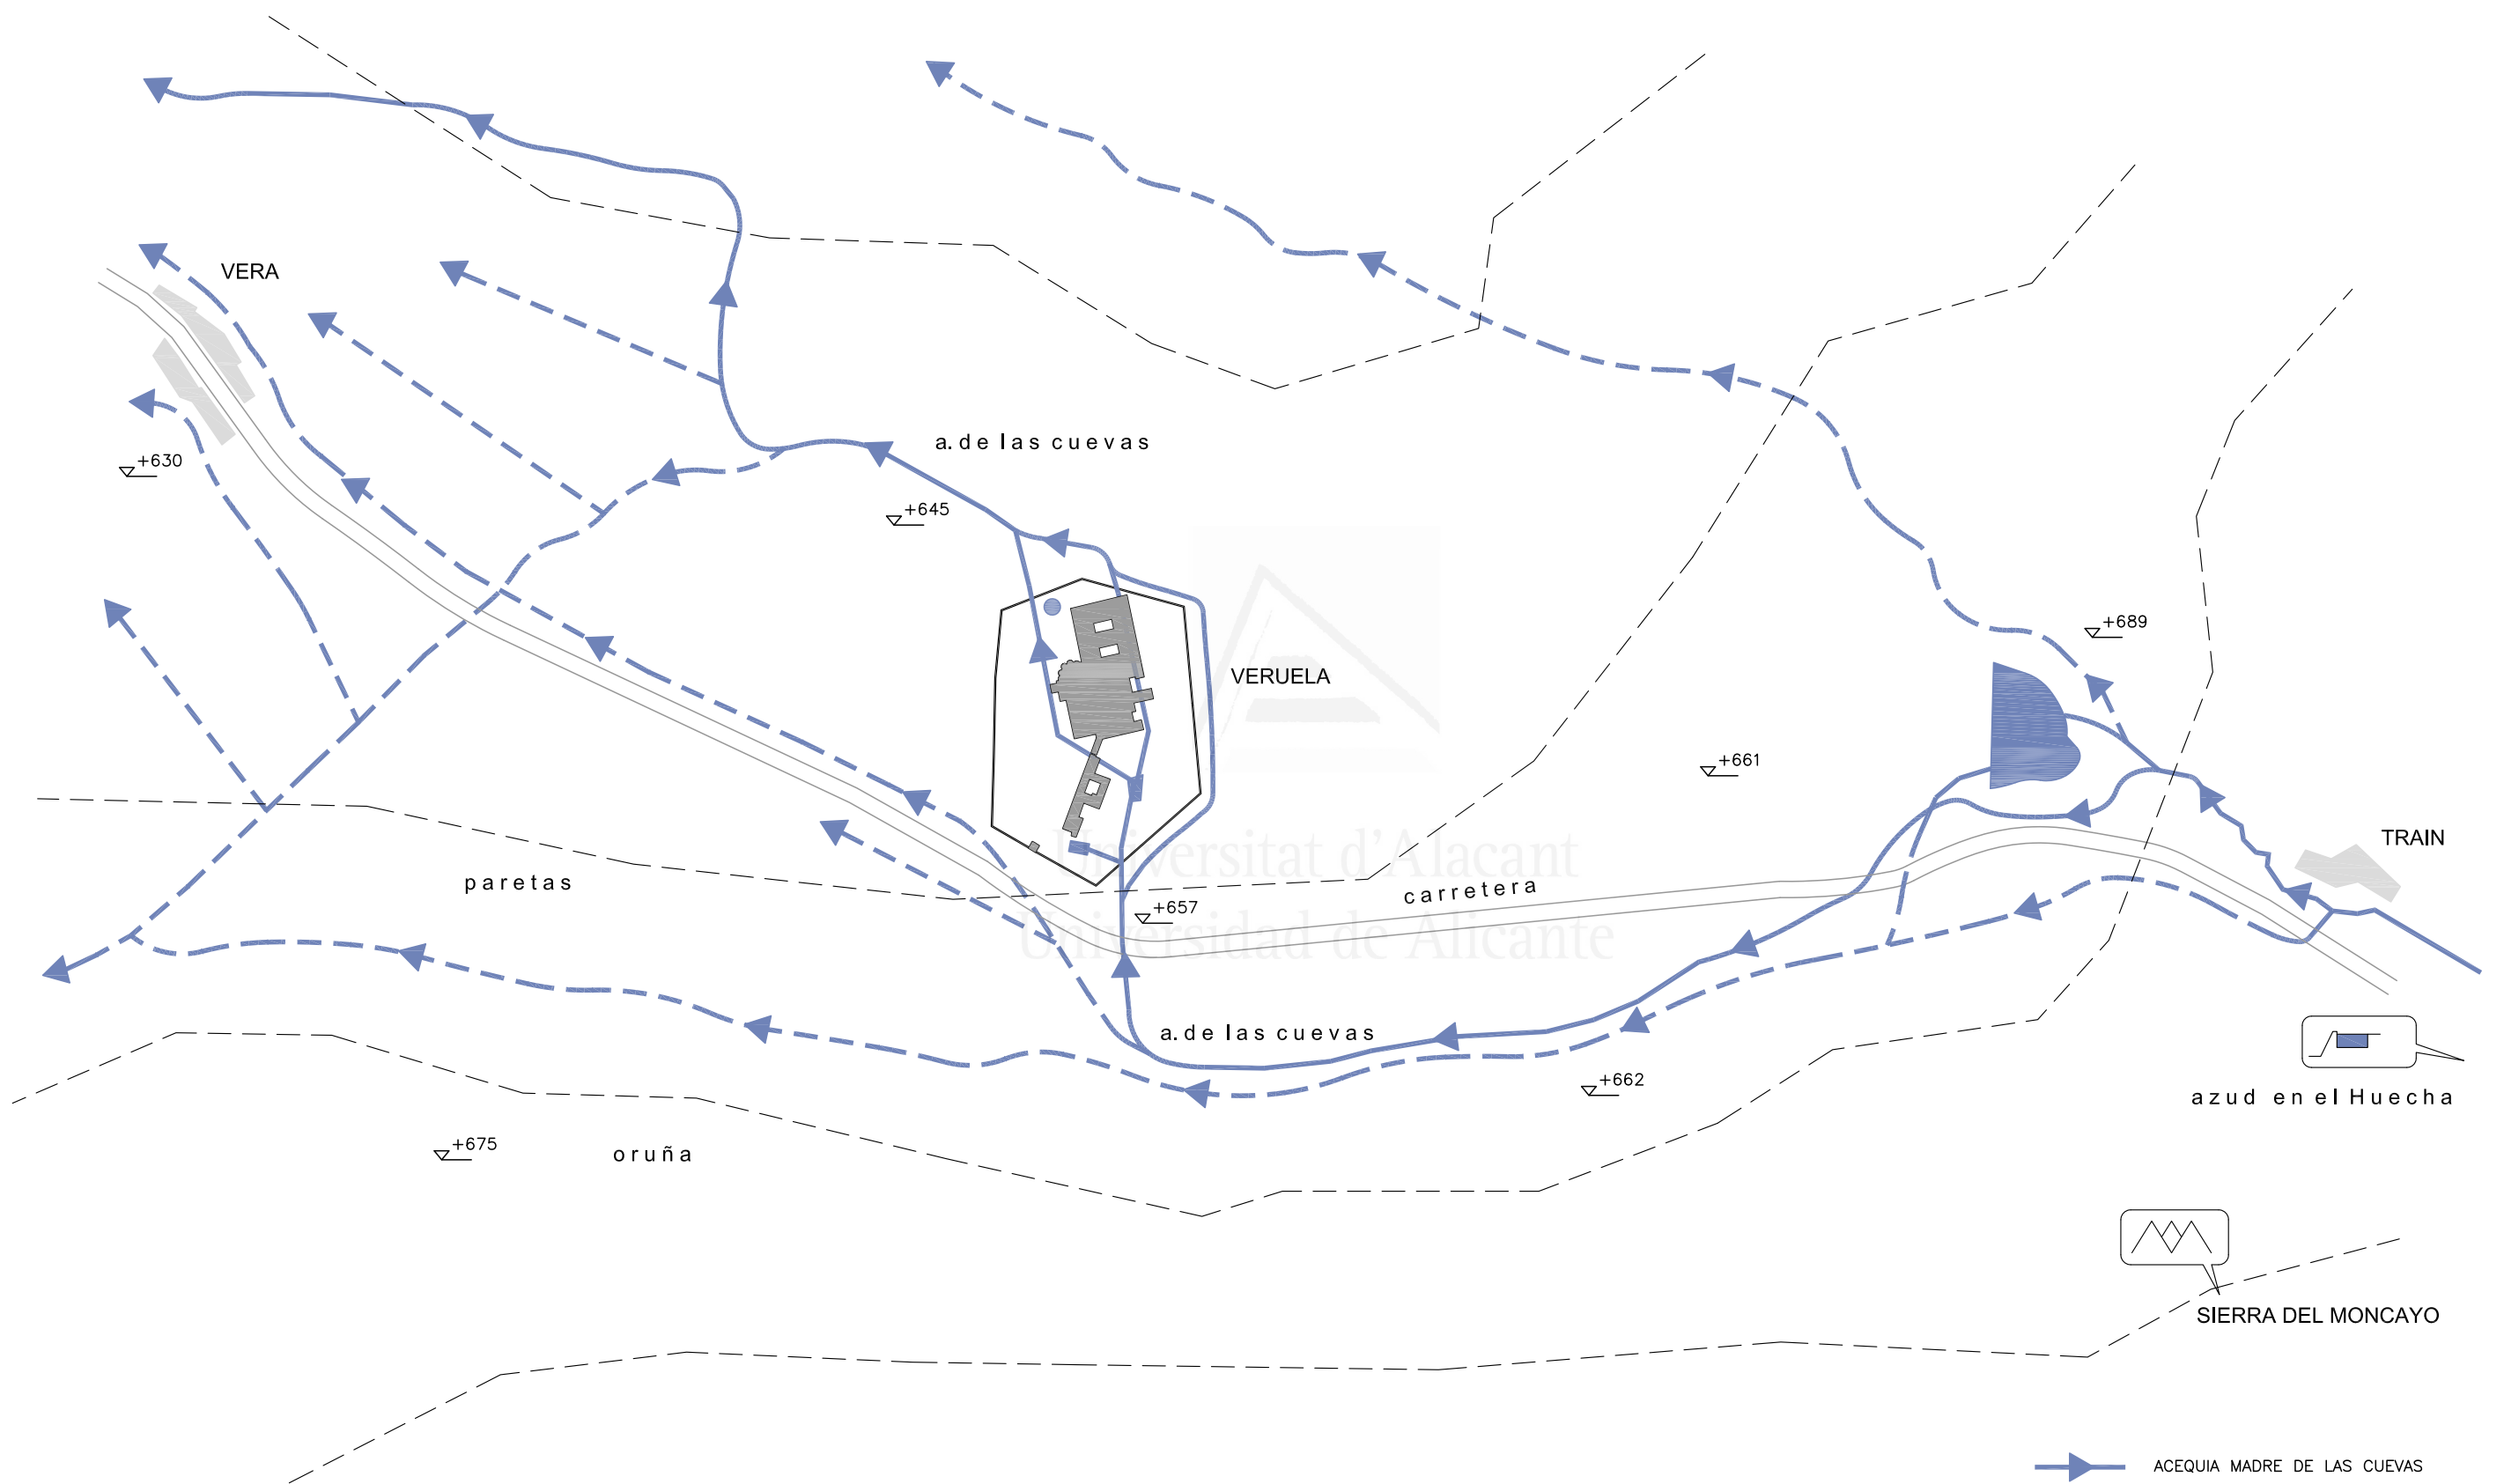 VERA
a. de las cuevas
+630
+645
+689
VERUELA
+661
TRAIN
Universitat d'Alacant
paretas
carretera
+657
Universidad de Alicante
a. de las cuevas
+662
azud en el Huecha
+675
oruña
SIERRA DEL MONCAYO
ACEQUIA MADRE DE LAS CUEVAS